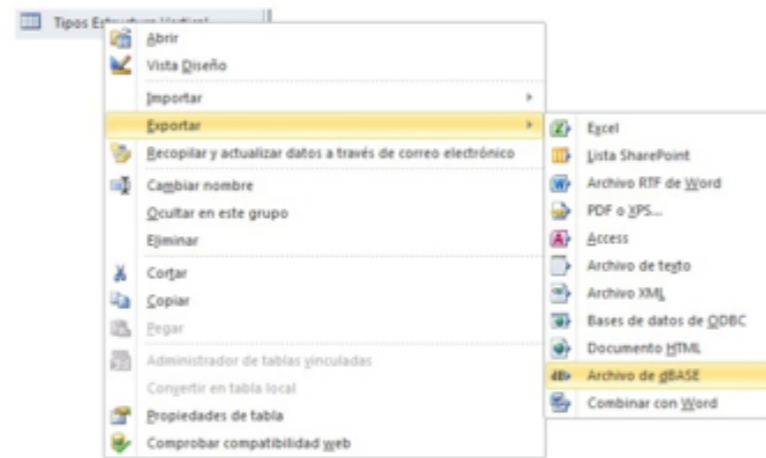 Tipos Estructura Vertical
Abrir
Vista Diseño
Importar
Exportar
Recopilar y actualizar datos a través de correo electrónico
Cambiar nombre
Ocultar en este grupo
Eliminar
Cortar
Copiar
Pegar
Administrador de tablas vinculadas
Convertir en tabla local
Propiedades de tabla
Comprobar compatibilidad web
Excel
Lista SharePoint
Archivo RTF de Word
PDF o XPS...
Access
Archivo de texto
Archivo XML
Bases de datos de ODBC
Documento HTML
Archivo de dBASE
Combinar con Word